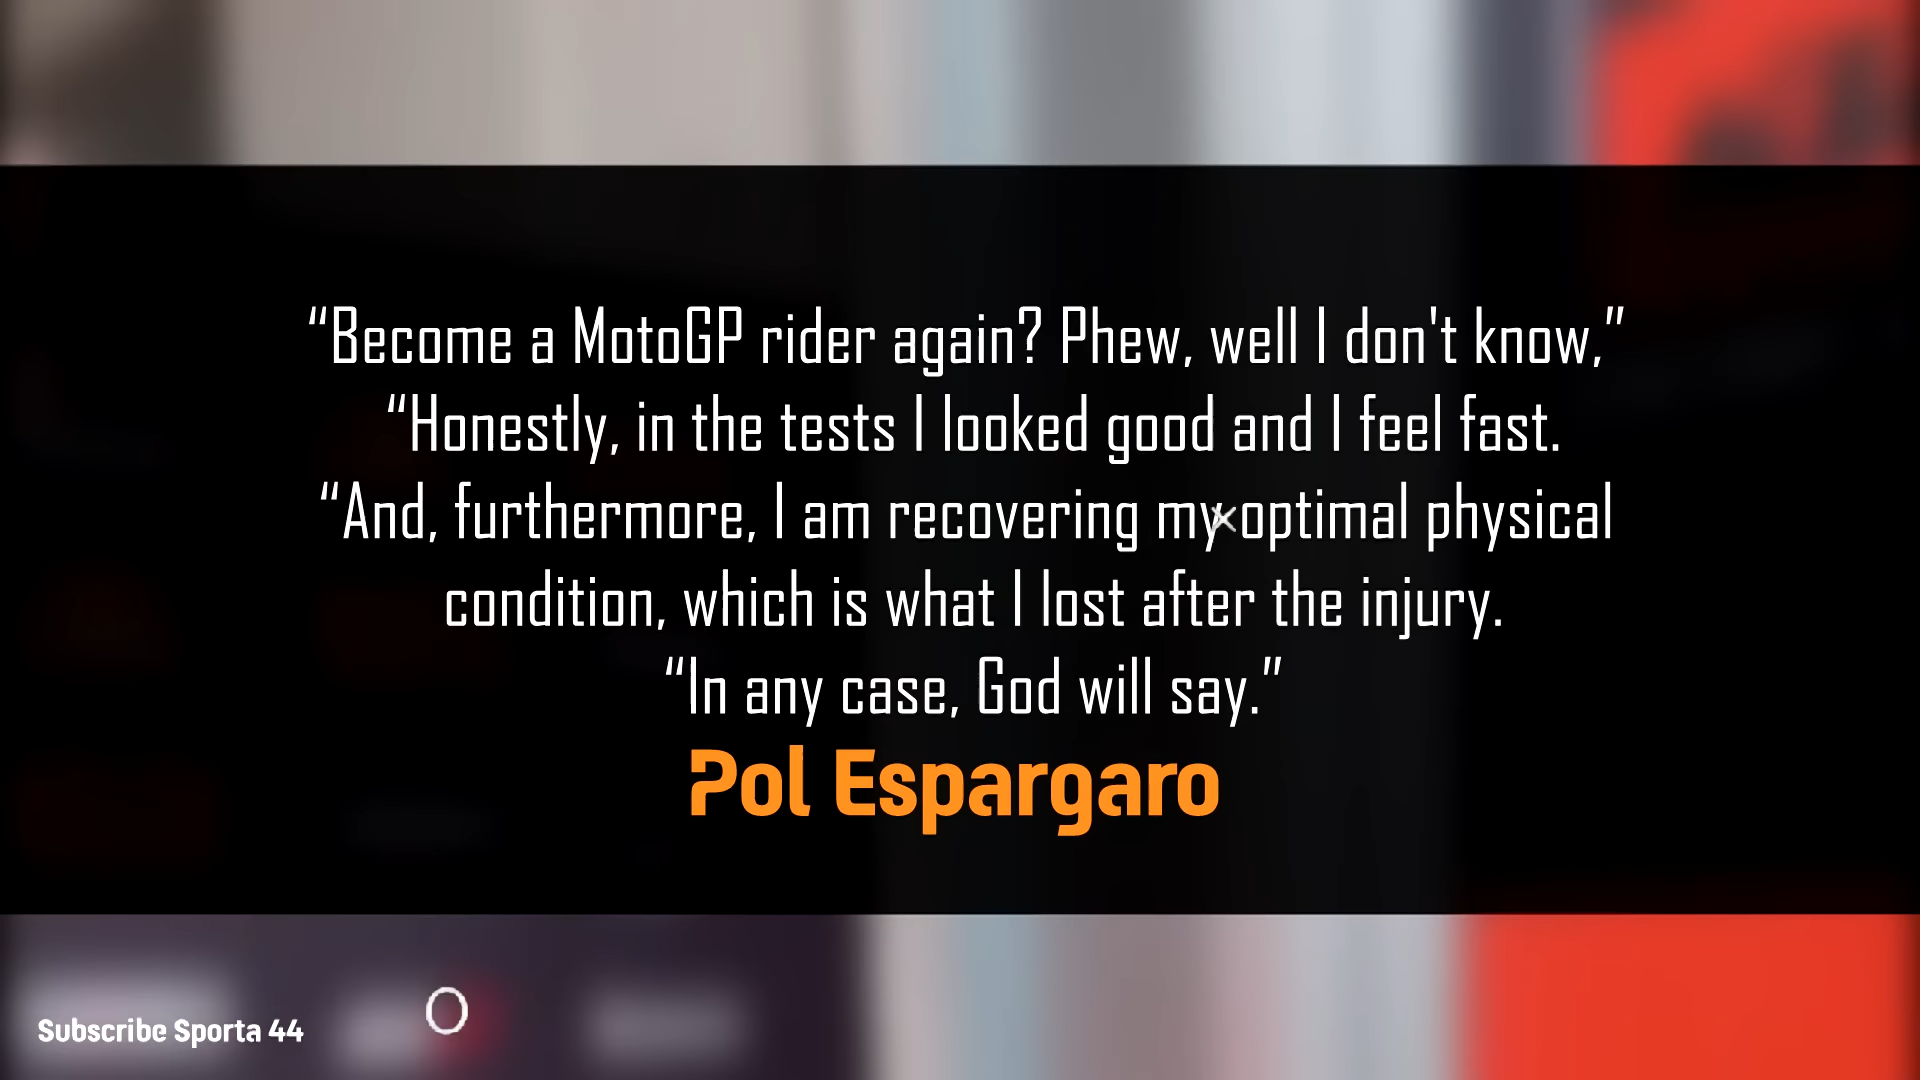 “Become a MotoGP rider again? Phew, well I don't know,”
“Honestly, in the tests I looked good and I feel fast.
“And, furthermore, I am recovering my optimal physical
condition, which is what I lost after the injury.
“In any case, God will say.”
Pol Espargaro
Subscribe Sporta 44